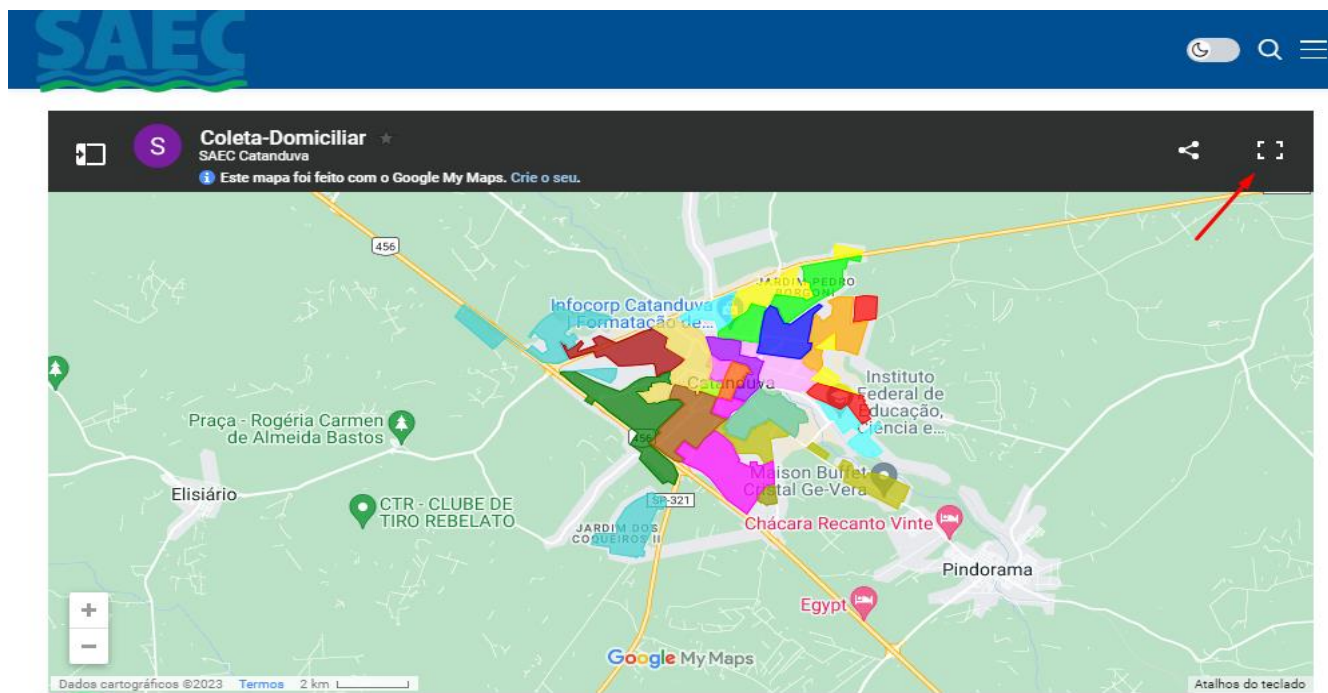 SAEC
S
Coleta-Domiciliar
SAEC Catanduva
Este mapa foi feito com o Google My Maps. Crie o seu.
456
JARDIM PEDRO
BORGONI
Infocorp Catanduva
| Formatação de...
Catanduva
Instituto
Federal de
Educação,
Ciência e...
Praça - Rogéria Carmen
de Almeida Bastos
456
Maison Buffet
Cristal Ge-Vera
Elisiário
CTR - CLUBE DE
TIRO REBELATO
SP-321
JARDIM DOS
COQUEIROS II
Chácara Recanto Vinte
Pindorama
Egypt
+
−
Google My Maps
Dados cartográficos ©2023 Termos 2 km
Atalhos do teclado